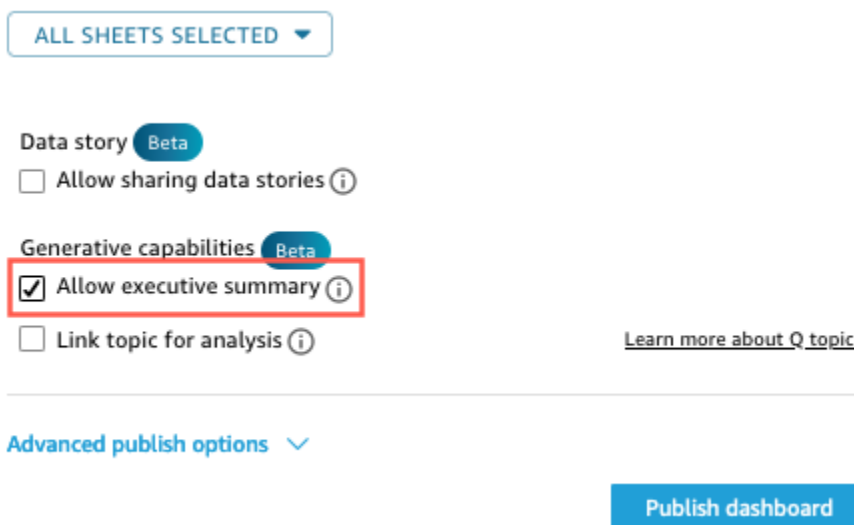 ALL SHEETS SELECTED
Data story Beta
Allow sharing data stories
Generative capabilities Beta
Allow executive summary
Link topic for analysis
Learn more about Q topic
Advanced publish options
Publish dashboard